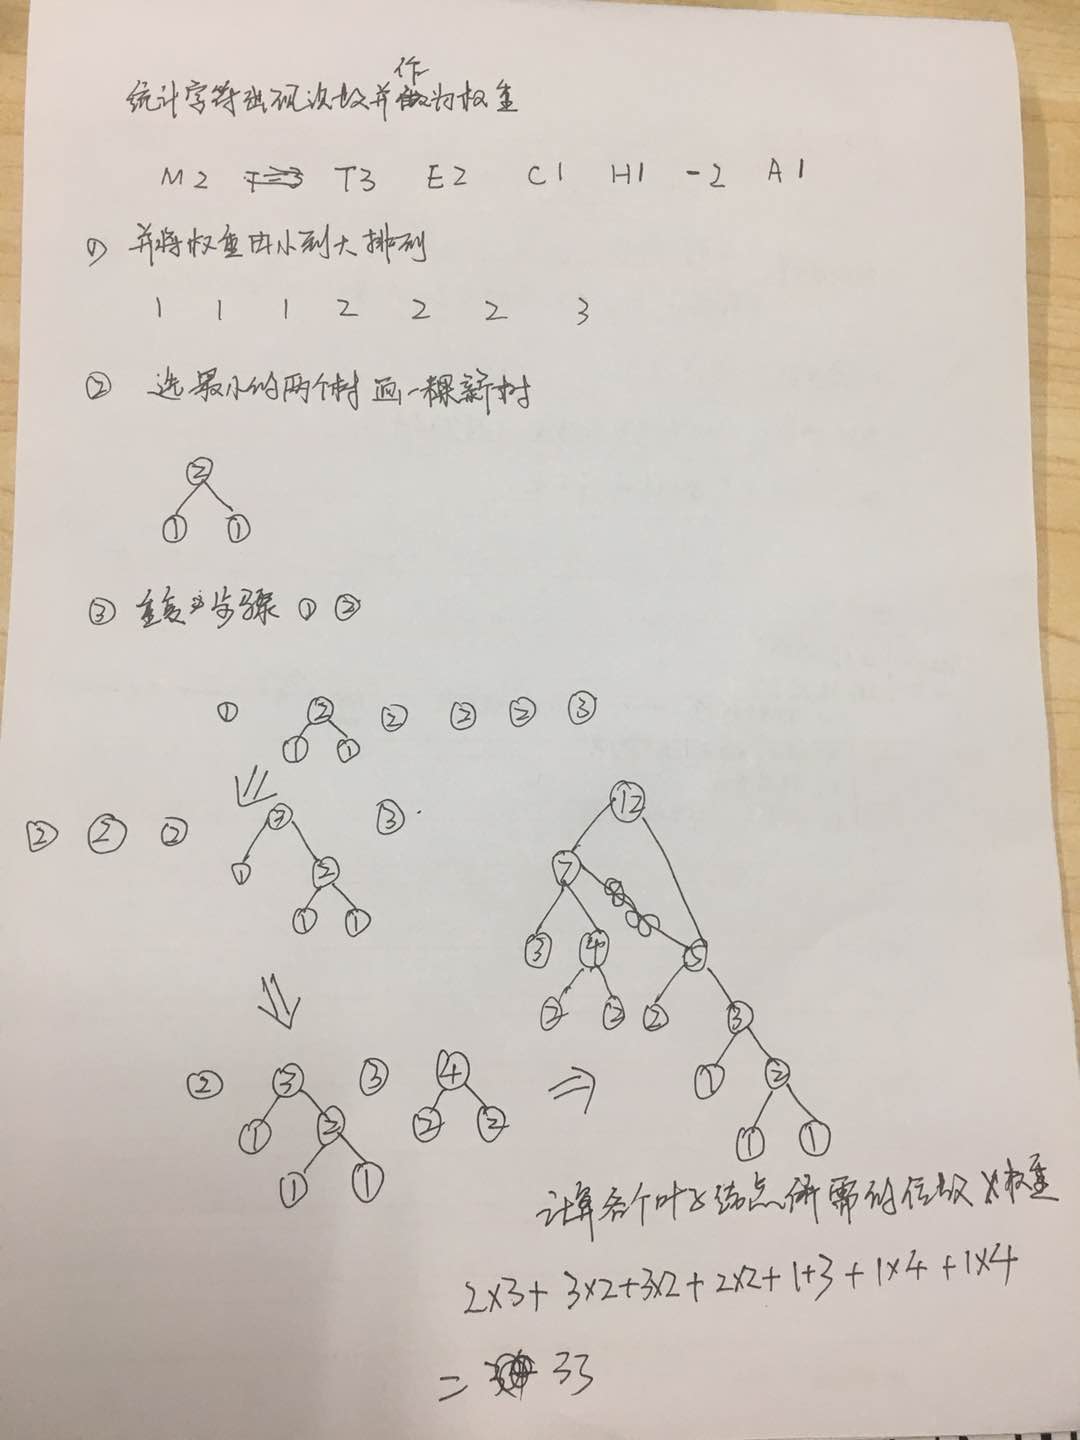 作
统计字符出现次数并为权重
M2 T3 E2 C1 H1 -2 A1
① 并将权重由小到大排列
1 1 1 2 2 2 3
② 选最小的两个树画一棵新树
2
1 1
③ 重复步骤 ① ②
1 2 2 2 2 3
1 1
2 2 2 3 3
1 2
1 1
12
7
3 4 5
2 2 2 3
1 2
1 1
2 3 3 4
1 2 2 2
1 1
计算各个叶子结点所需的位数×权重
2×3+3×2+3×2+2×2+1+3+1×4+1×4
= 33